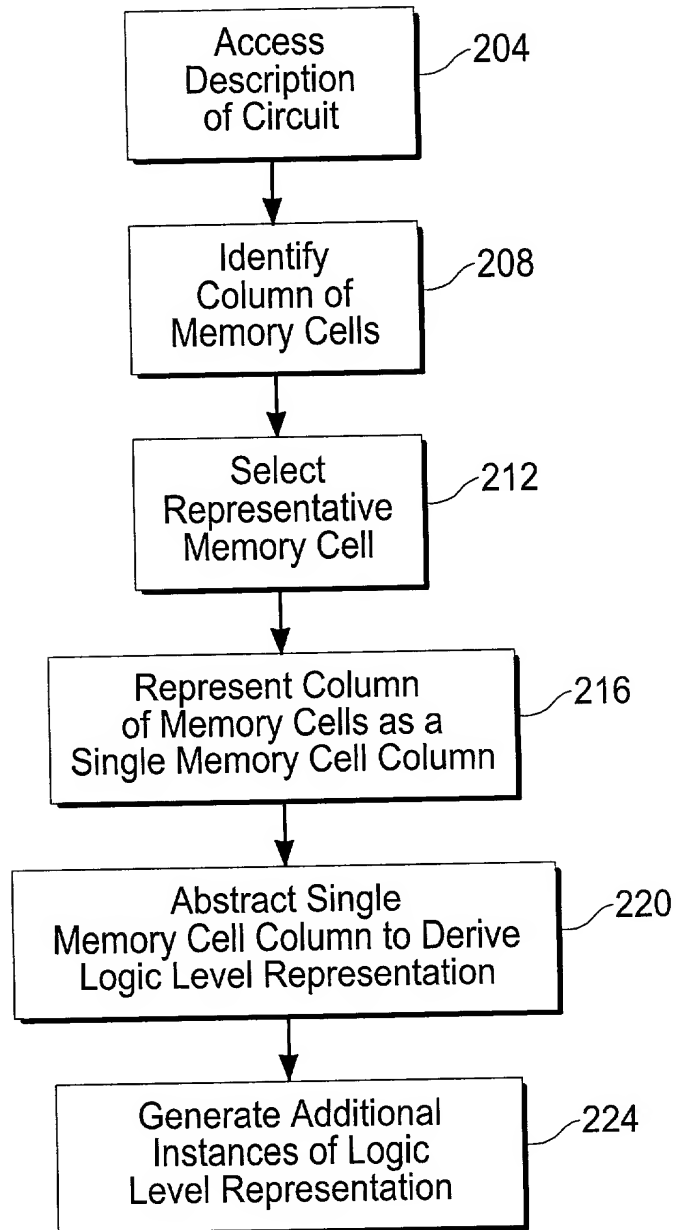 Access
Description
of Circuit
204
Identify
Column of
Memory Cells
208
Select
Representative
Memory Cell
212
Represent Column
of Memory Cells as a
Single Memory Cell Column
216
Abstract Single
Memory Cell Column to Derive
Logic Level Representation
220
Generate Additional
Instances of Logic
Level Representation
224